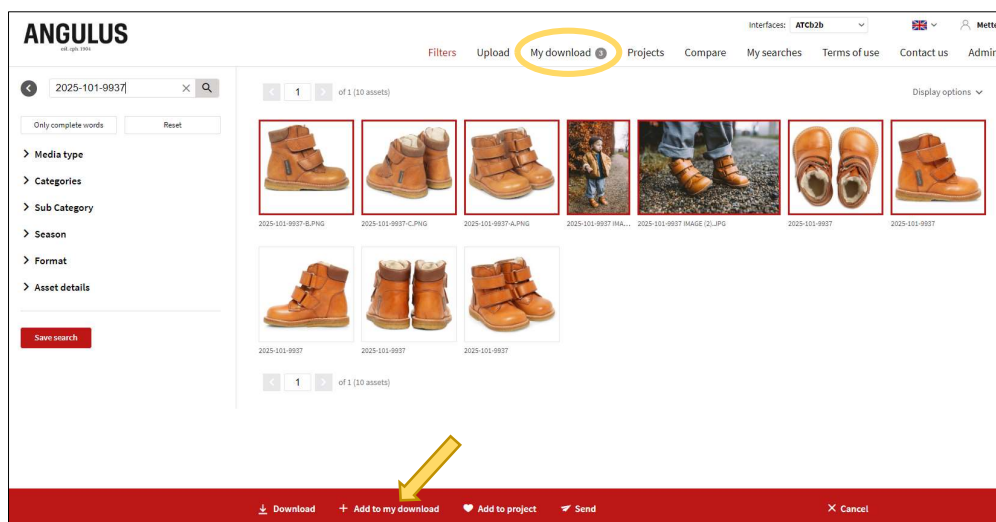 ANGULUS
est. cph. 1904
Interfaces: ATCb2b
Mette
Filters Upload My download 3 Projects Compare My searches Terms of use Contact us Admin
2025-101-9937
1 of 1 (10 assets)
Display options
Only complete words Reset
Media type
Categories
Sub Category
Season
Format
Asset details
Save search
2025-101-9937-B.PNG 2025-101-9937-C.PNG 2025-101-9937-A.PNG 2025-101-9937 IMA... 2025-101-9937 IMAGE (2).JPG 2025-101-9937 2025-101-9937
2025-101-9937 2025-101-9937 2025-101-9937
1 of 1 (10 assets)
Download + Add to my download Add to project Send Cancel